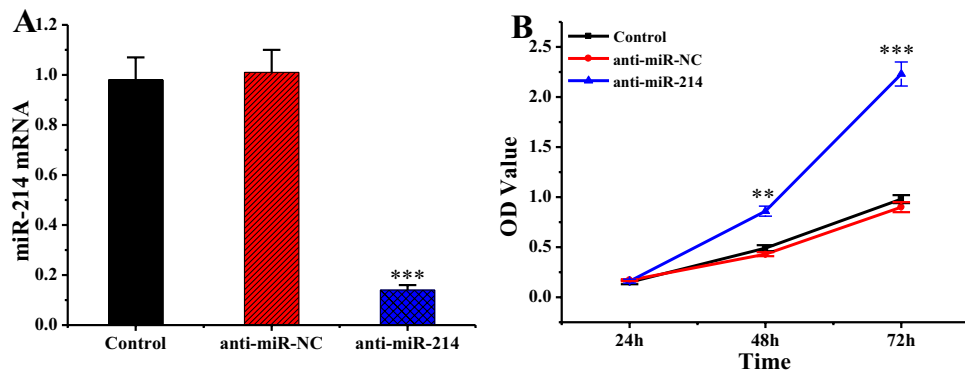 A
miR-214 mRNA
1.0
0.8
0.6
0.4
0.2
0.0
***
Control
anti-miR-NC
anti-miR-214
B
Control
anti-miR-NC
anti-miR-214
OD Value
2.5
2.0
1.5
1.0
0.5
0.0
**
***
24h
48h
72h
Time